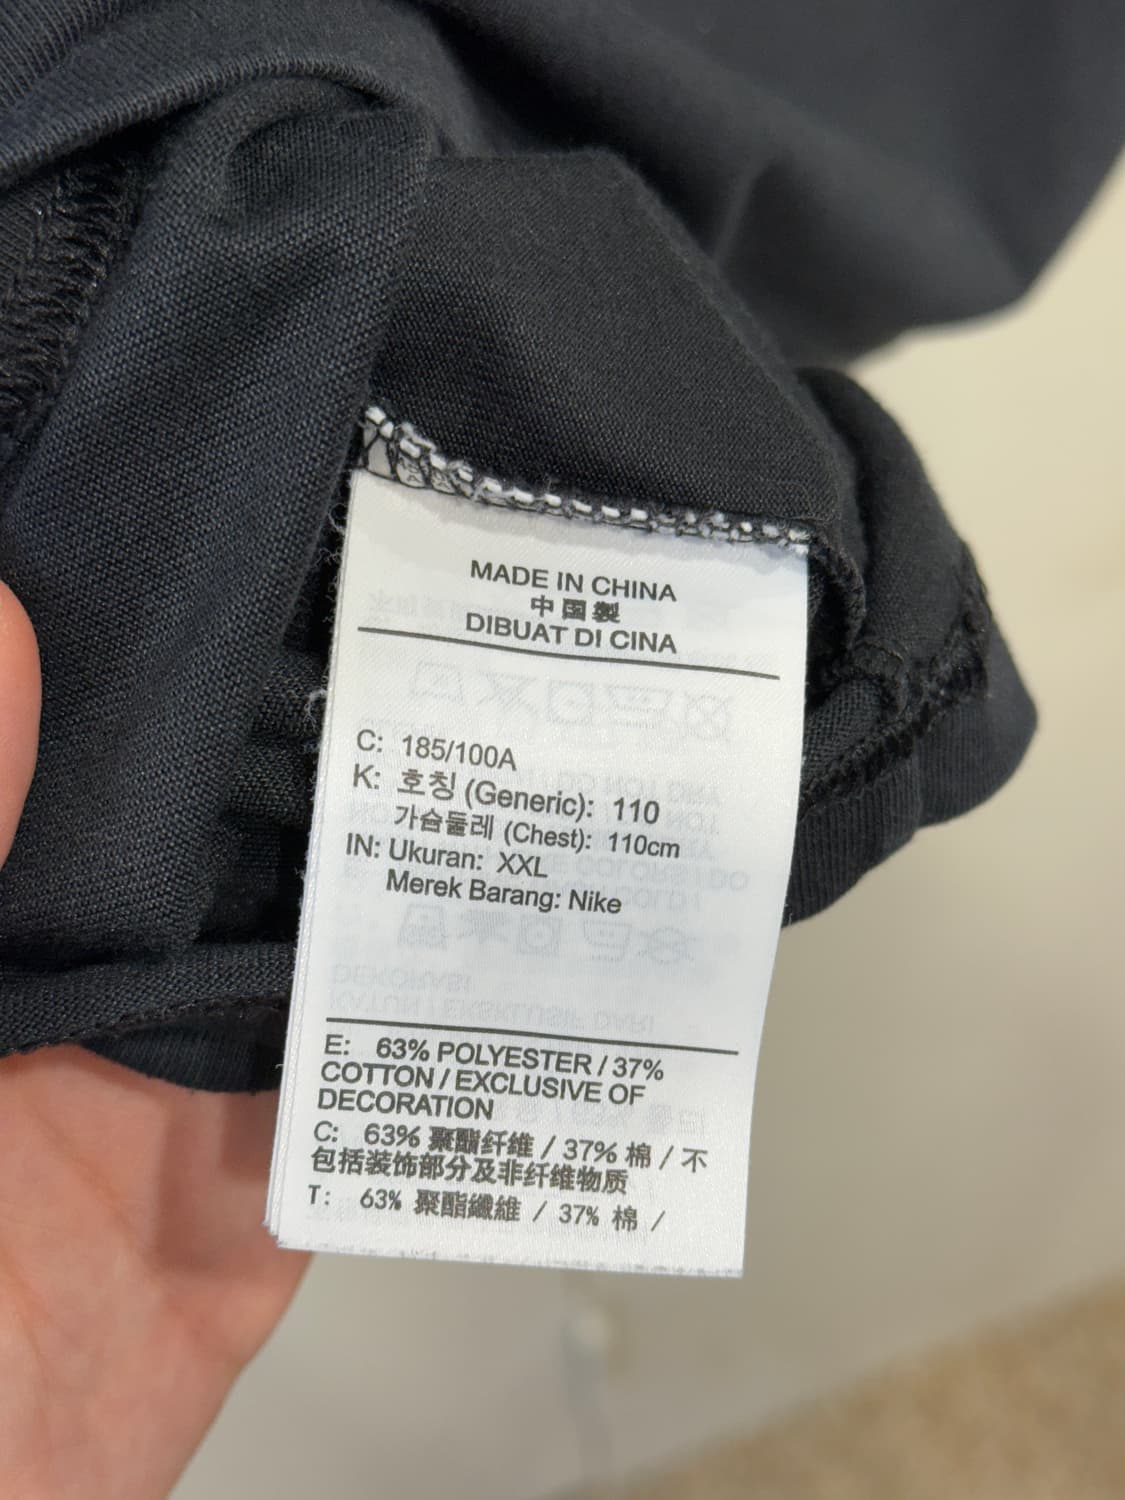 MADE IN CHINA
中国製
DIBUAT DI CINA
C: 185/100A
K: 호칭 (Generic): 110
가슴둘레 (Chest): 110cm
IN: Ukuran: XXL
Merek Barang: Nike
E: 63% POLYESTER / 37%
COTTON / EXCLUSIVE OF
DECORATION
C: 63% 聚酯纤维 / 37% 棉 / 不
包括装饰部分及非纤维物质
T: 63% 聚酯纖維 / 37% 棉 /